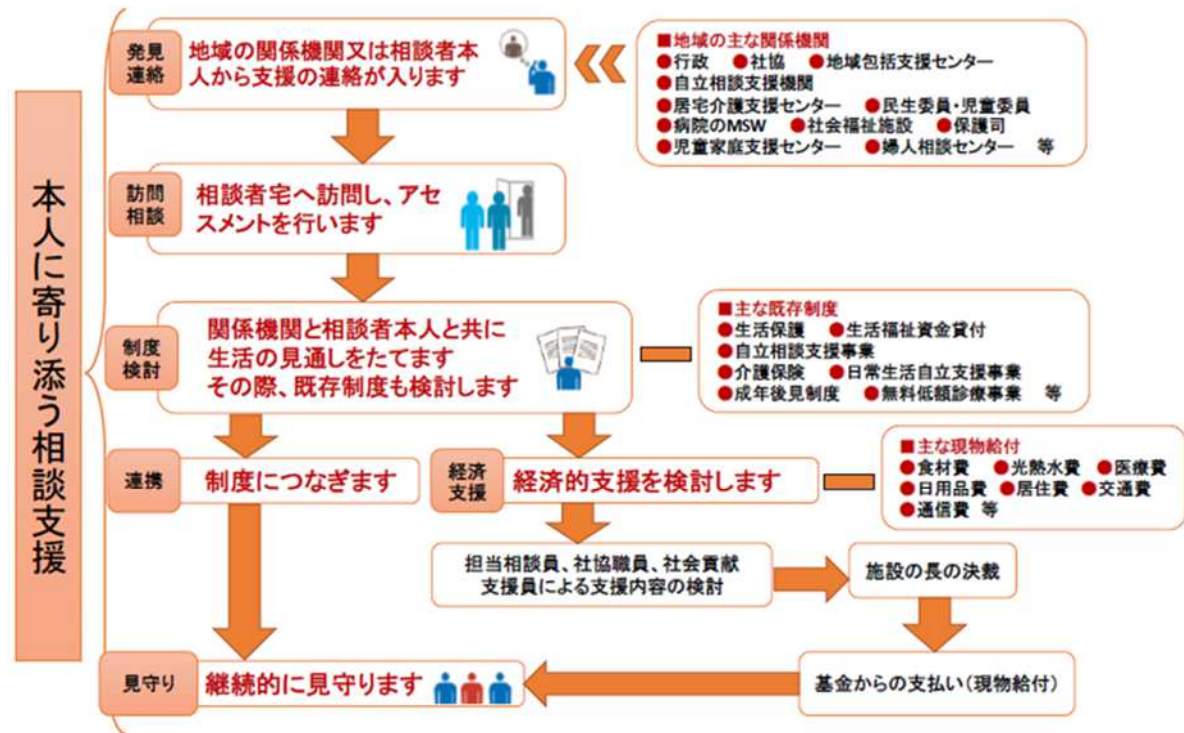 本人に寄り添う相談支援
発見
連絡
地域の関係機関又は相談者本
人から支援の連絡が入ります
■地域の主な関係機関
●行政 ●社協 ●地域包括支援センター
●自立相談支援機関
●居宅介護支援センター ●民生委員・児童委員
●病院のMSW ●社会福祉施設 ●保護司
●児童家庭支援センター ●婦人相談センター 等
訪問
相談
相談者宅へ訪問し、アセ
スメントを行います
制度
検討
関係機関と相談者本人と共に
生活の見通しをたてます
その際、既存制度も検討します
■主な既存制度
●生活保護 ●生活福祉資金貸付
●自立相談支援事業
●介護保険 ●日常生活自立支援事業
●成年後見制度 ●無料低額診療事業 等
連携
制度につなぎます
経済
支援
経済的支援を検討します
■主な現物給付
●食材費 ●光熱水費 ●医療費
●日用品費 ●居住費 ●交通費
●通信費 等
担当相談員、社協職員、社会貢献
支援員による支援内容の検討
施設の長の決裁
見守り
継続的に見守ります
基金からの支払い(現物給付)